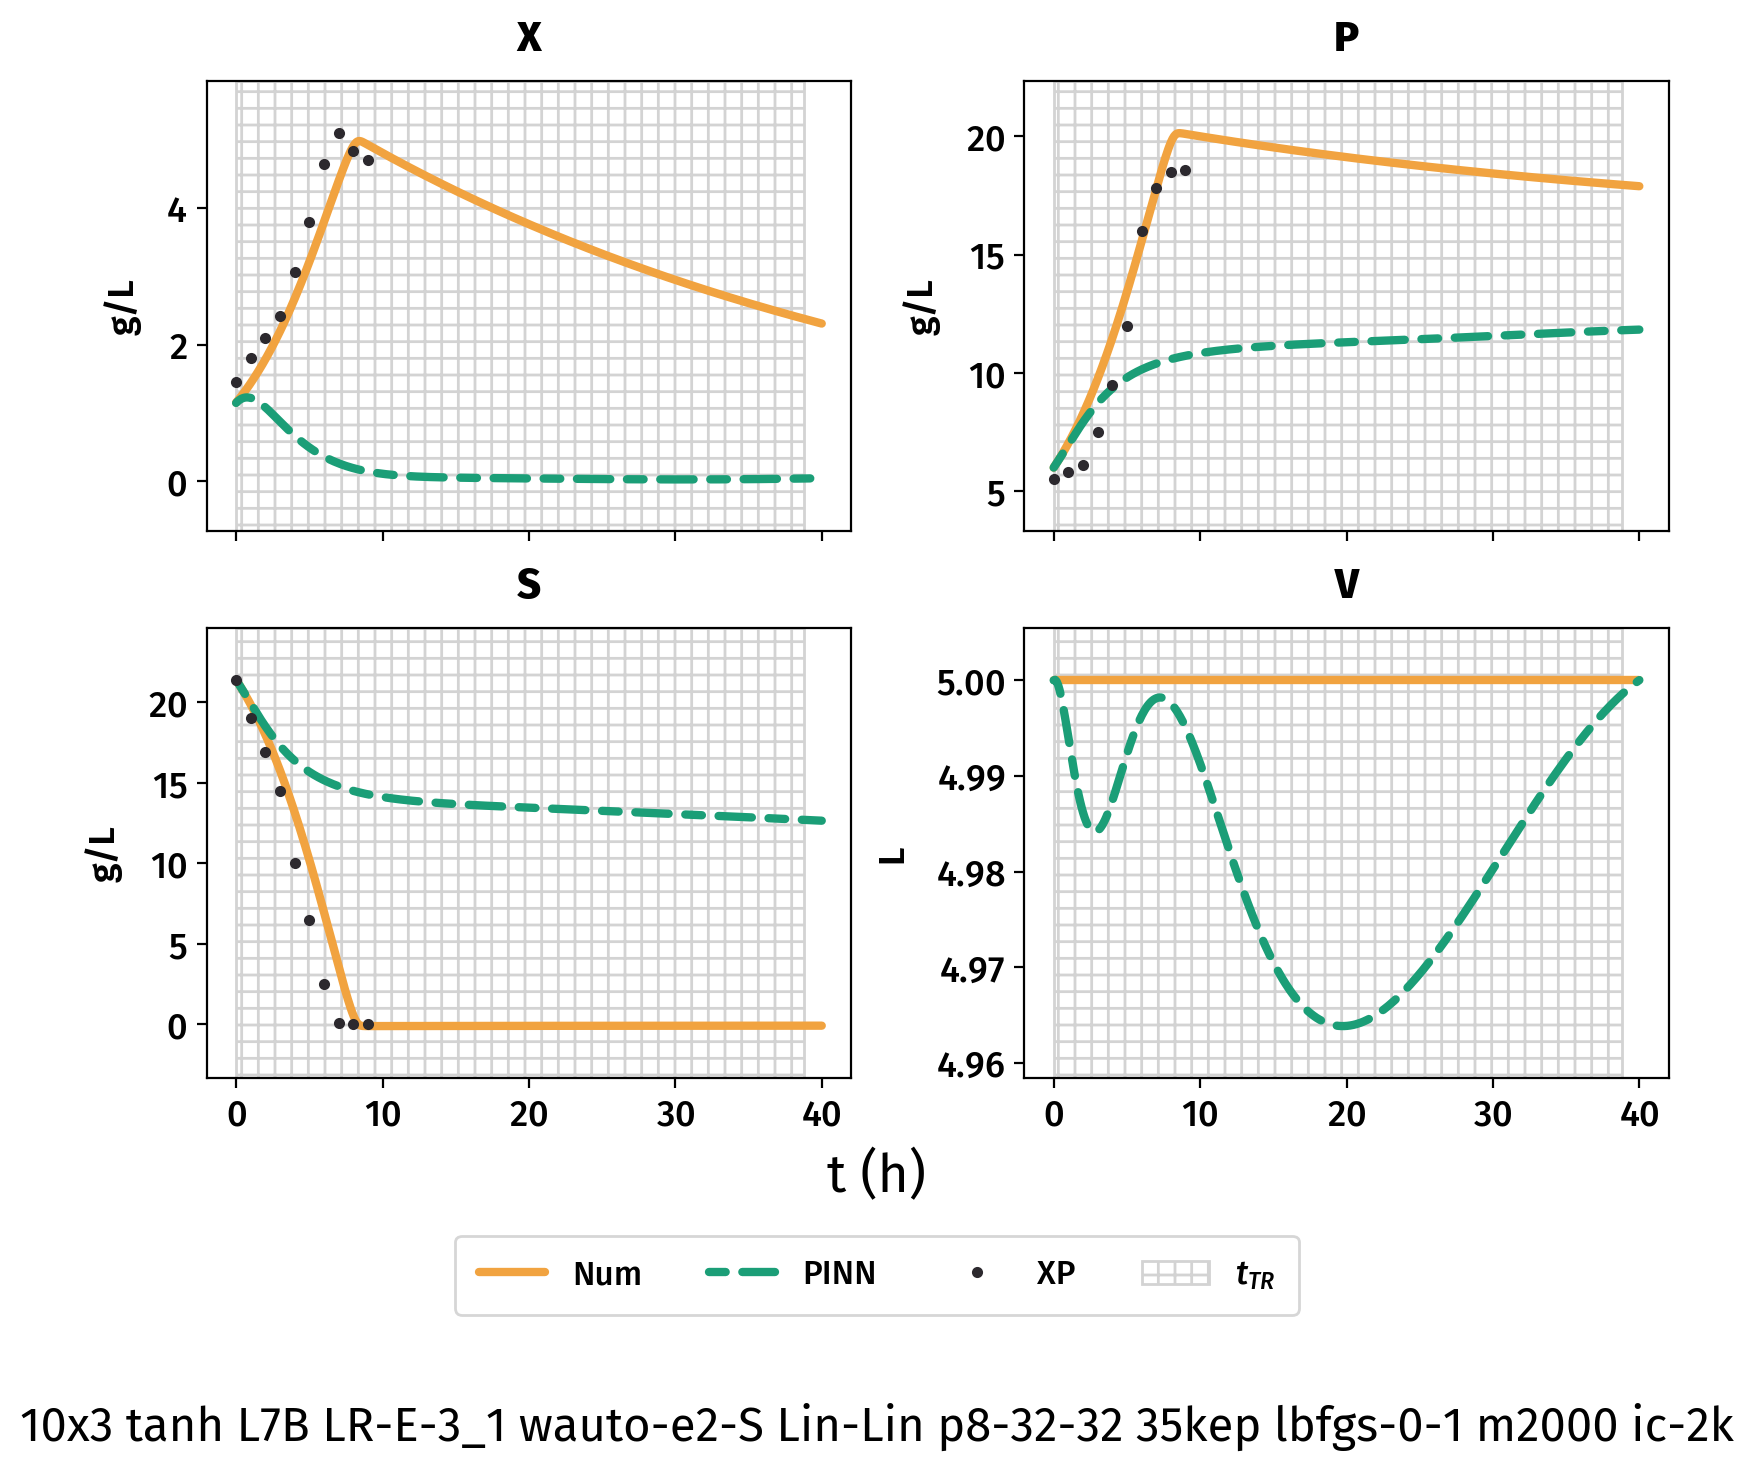 X
P
g/L
4
2
0
g/L
20
15
10
5
S
V
g/L
20
15
10
5
0
L
5.00
4.99
4.98
4.97
4.96
0 10 20 30 40
0 10 20 30 40
t (h)
Num PINN XP tTR
10x3 tanh L7B LR-E-3_1 wauto-e2-S Lin-Lin p8-32-32 35kep lbfgs-0-1 m2000 ic-2k